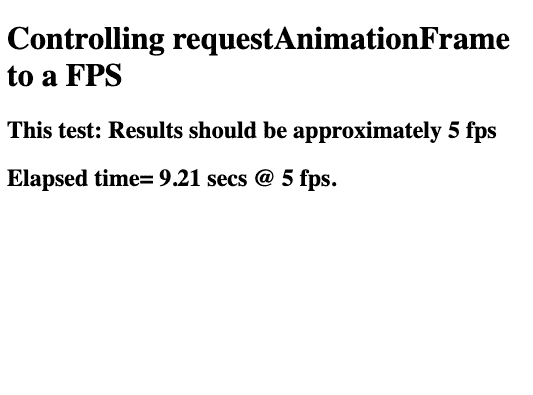 Controlling requestAnimationFrame
to a FPS
This test: Results should be approximately 5 fps
Elapsed time= 9.21 secs @ 5 fps.